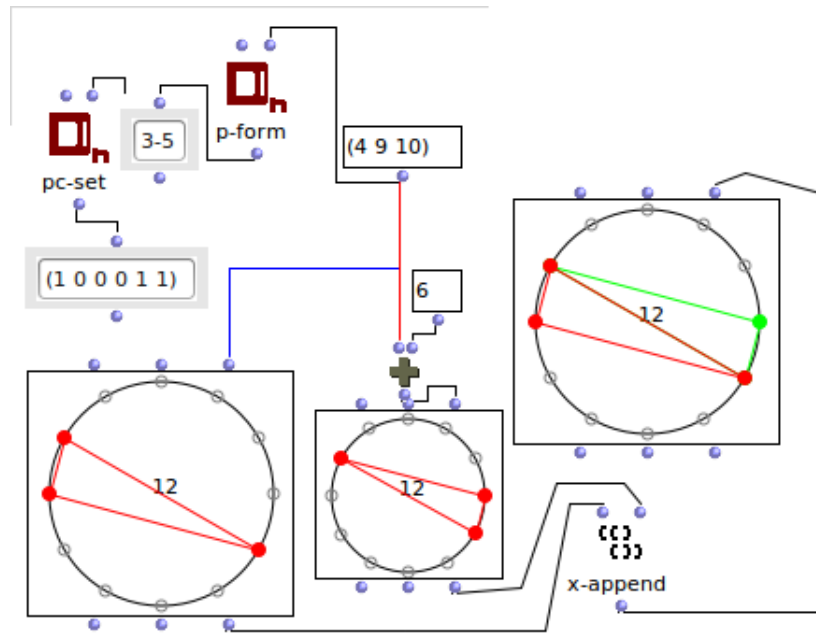 p-form
3-5
(4 9 10)
pc-set
(1 0 0 0 1 1)
6
12
12
12
x-append